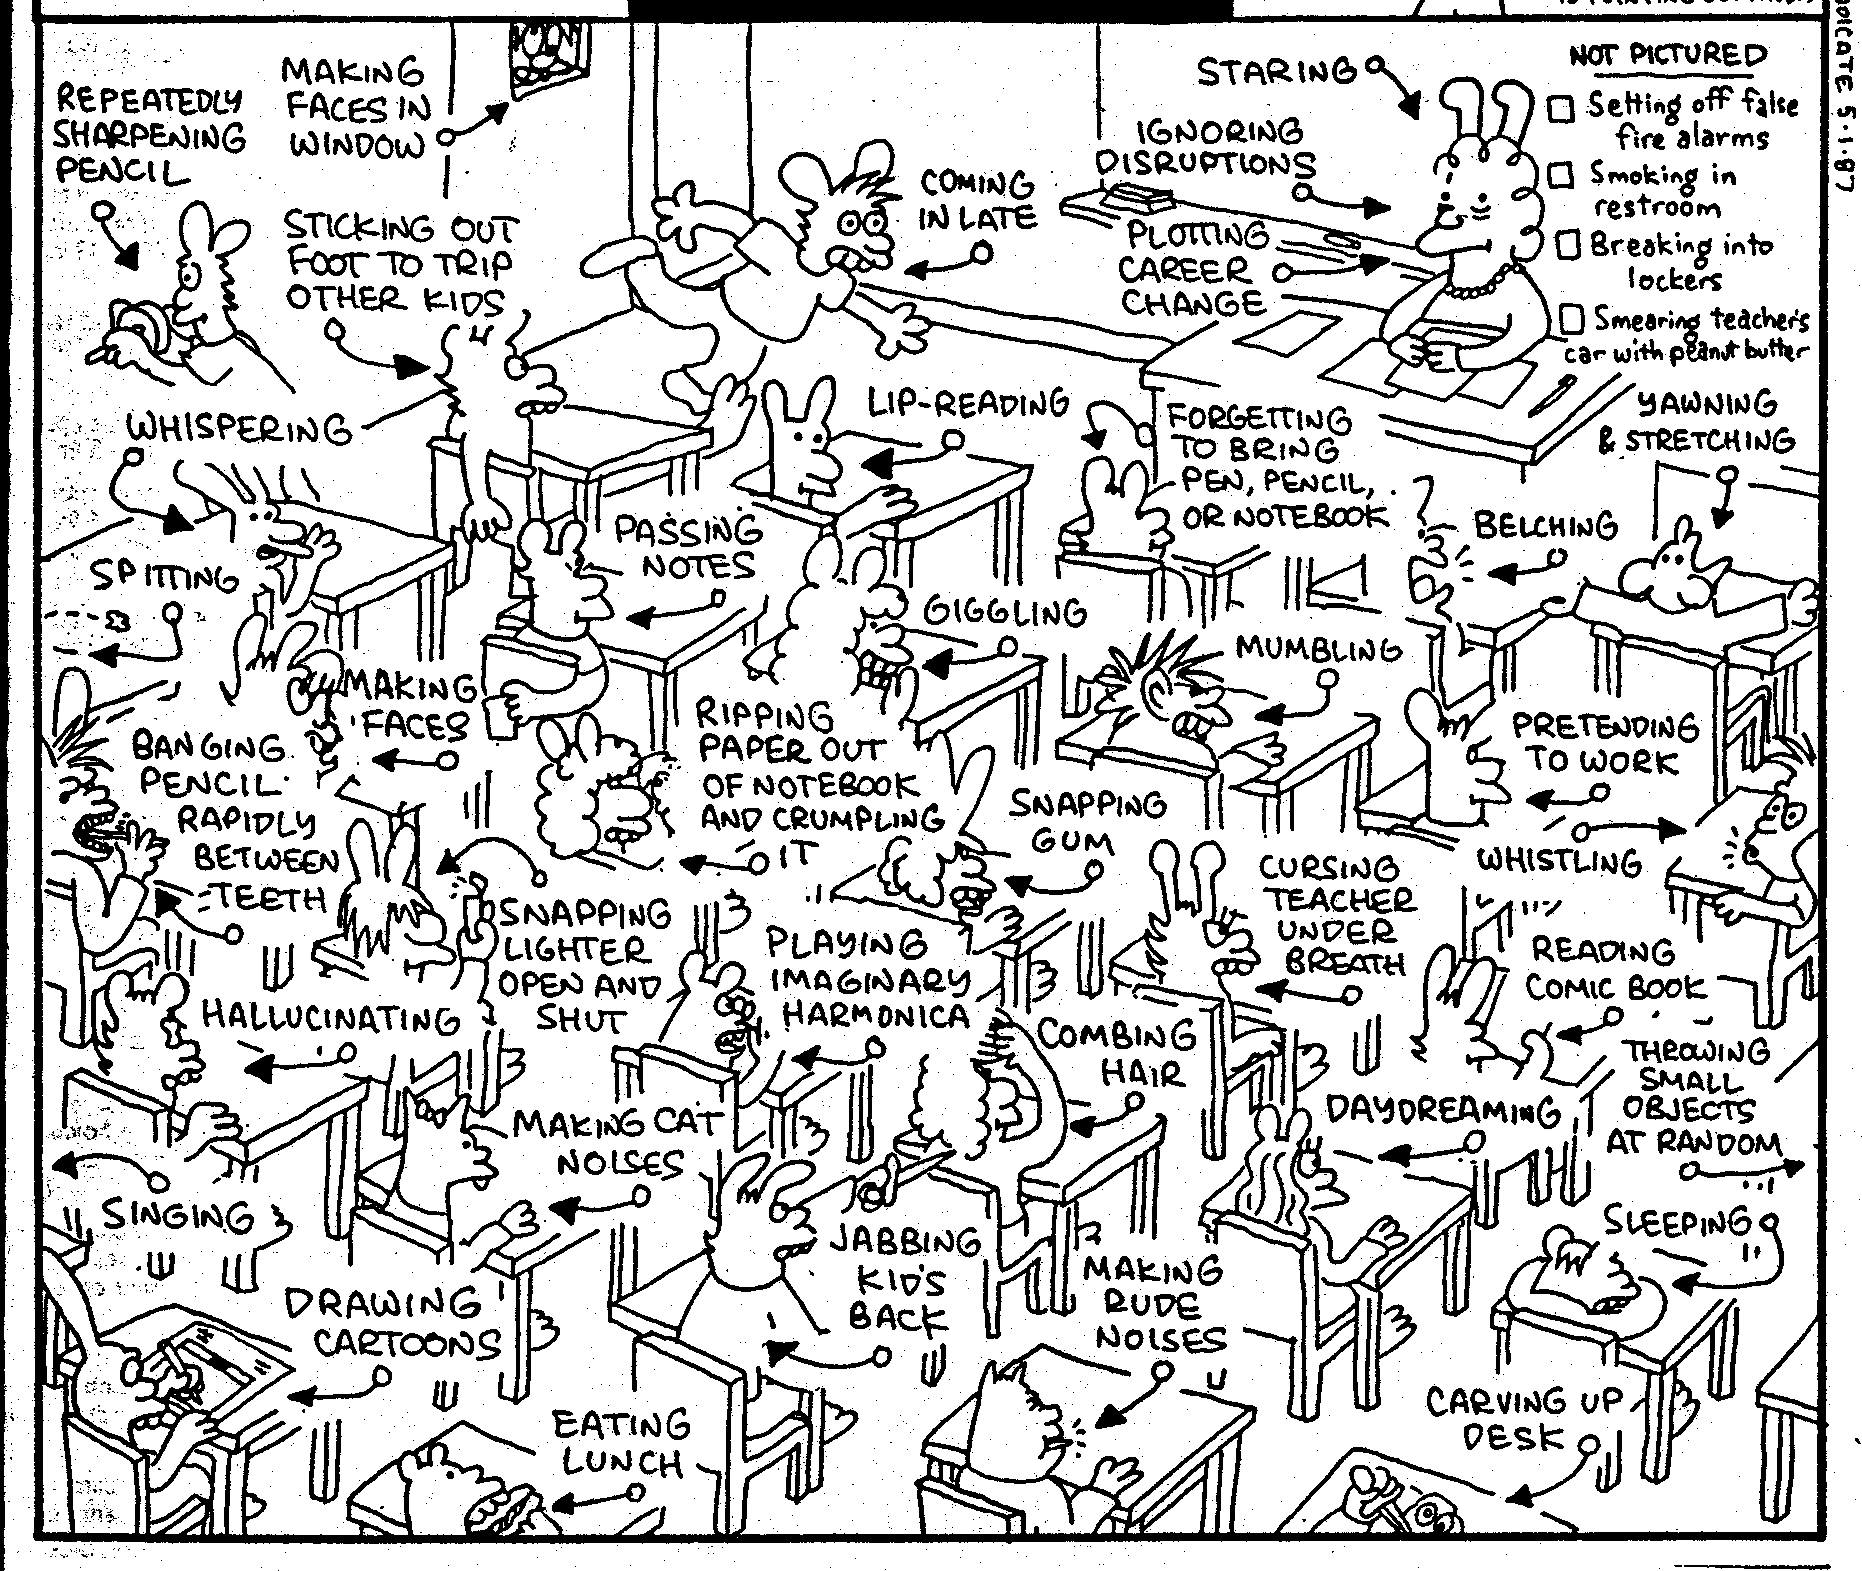 REPEATEDLY
SHARPENING
PENCIL
MAKING
FACES IN
WINDOW
STICKING OUT
FOOT TO TRIP
OTHER KIDS
COMING
IN LATE
STARING
IGNORING
DISRUPTIONS
PLOTTING
CAREER
CHANGE
NOT PICTURED
Setting off false
fire alarms
Smoking in
restroom
Breaking into
lockers
Smearing teacher's
car with peanut butter
DICATE 5.1.87
WHISPERING
LIP-READING
FORGETTING
TO BRING
PEN, PENCIL,
OR NOTEBOOK
YAWNING
& STRETCHING
SPITTING
PASSING
NOTES
GIGGLING
BELCHING
MAKING
FACES
MUMBLING
BANGING
PENCIL
RAPIDLY
BETWEEN
TEETH
RIPPING
PAPER OUT
OF NOTEBOOK
AND CRUMPLING
IT
SNAPPING
GUM
PRETENDING
TO WORK
WHISTLING
SNAPPING
LIGHTER
OPEN AND
SHUT
PLAYING
IMAGINARY
HARMONICA
CURSING
TEACHER
UNDER
BREATH
READING
COMIC BOOK
HALLUCINATING
COMBING
HAIR
THROWING
SMALL
OBJECTS
AT RANDOM
MAKING CAT
NOISES
DAYDREAMING
SINGING
JABBING
KID'S
BACK
MAKING
RUDE
NOISES
SLEEPING
DRAWING
CARTOONS
EATING
LUNCH
CARVING UP
DESK